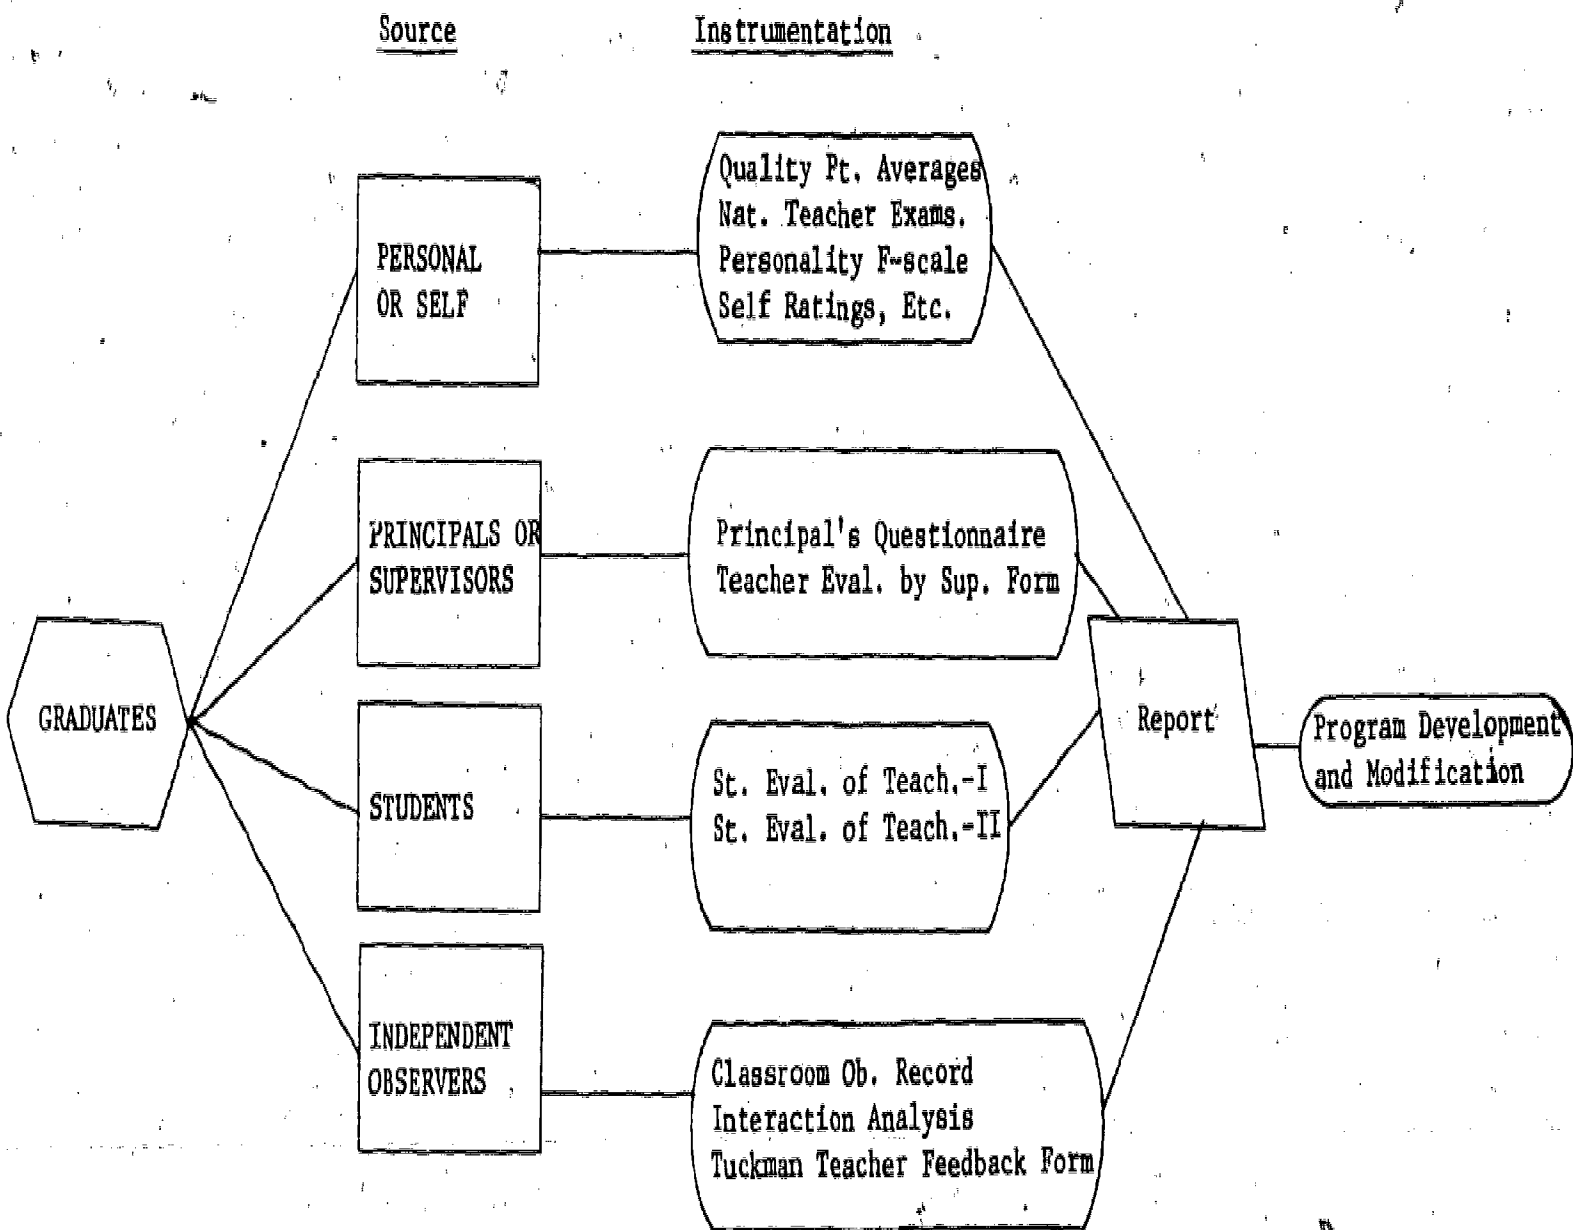 Source
Instrumentation
PERSONAL
OR SELF
Quality Pt. Averages
Nat. Teacher Exams.
Personality F-scale
Self Ratings, Etc.
PRINCIPALS OR
SUPERVISORS
Principal's Questionnaire
Teacher Eval. by Sup. Form
GRADUATES
STUDENTS
St. Eval. of Teach.-I
St. Eval. of Teach.-II
Report
Program Development
and Modification
INDEPENDENT
OBSERVERS
Classroom Ob. Record
Interaction Analysis
Tuckman Teacher Feedback Form